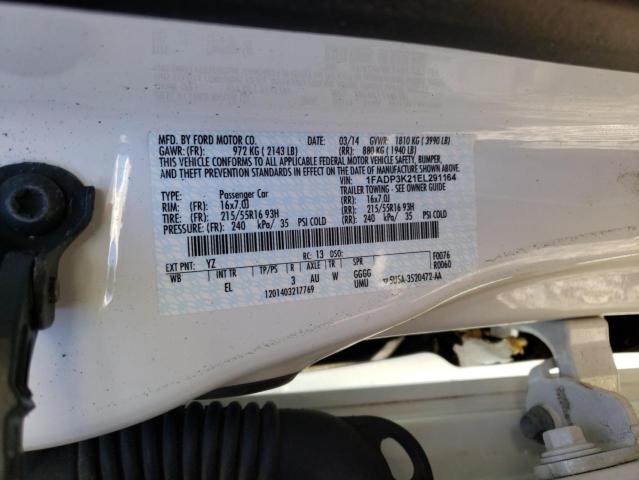 MFD. BY FORD MOTOR CO. DATE: 03/14 GVWR: 1810 KG ( 3990 LB)
GAWR: (FR): 972 KG ( 2143 LB) (RR): 880 KG ( 1940 LB)
THIS VEHICLE CONFORMS TO ALL APPLICABLE FEDERAL MOTOR VEHICLE SAFETY, BUMPER,
AND THEFT PREVENTION STANDARDS IN EFFECT ON THE DATE OF MANUFACTURE SHOWN ABOVE.
VIN: 1FADP3K21EL291164
TYPE: Passenger Car TRAILER TOWING - SEE OWNER GUIDE
RIM: (FR): 16x7.0J (RR): 16x7.0J
TIRE: (FR): 215/55R16 93H (RR): 215/55R16 93H
PRESSURE: (FR): 240 kPa/ 35 PSI COLD (RR): 240 kPa/ 35 PSI COLD
EXT PNT: YZ RC: 13 DSO: F0076
WB INT TR TP/PS R AXLE TR SPR R0060
EL 3 AU W GGGG
UMU
1201403217769 5U5A-3520472-AA